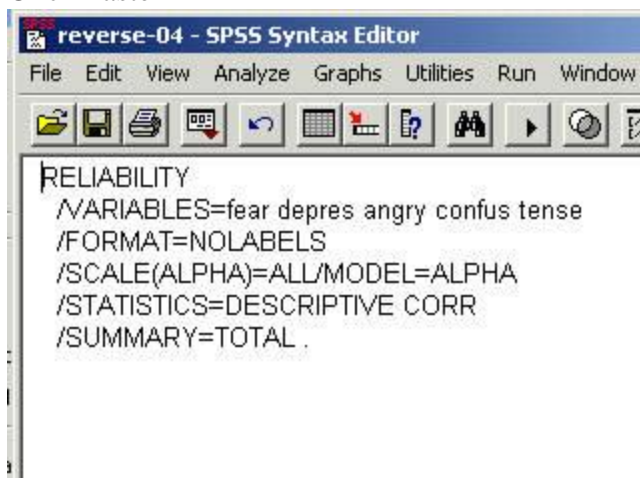 SPSS
reverse-04 - SPSS Syntax Editor
File Edit View Analyze Graphs Utilities Run Window
RELIABILITY
/VARIABLES=fear depres angry confus tense
/FORMAT=NOLABELS
/SCALE(ALPHA)=ALL/MODEL=ALPHA
/STATISTICS=DESCRIPTIVE CORR
/SUMMARY=TOTAL .